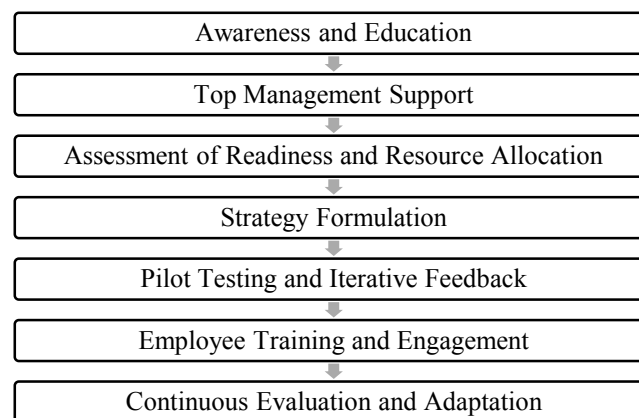 Awareness and Education
Top Management Support
Assessment of Readiness and Resource Allocation
Strategy Formulation
Pilot Testing and Iterative Feedback
Employee Training and Engagement
Continuous Evaluation and Adaptation